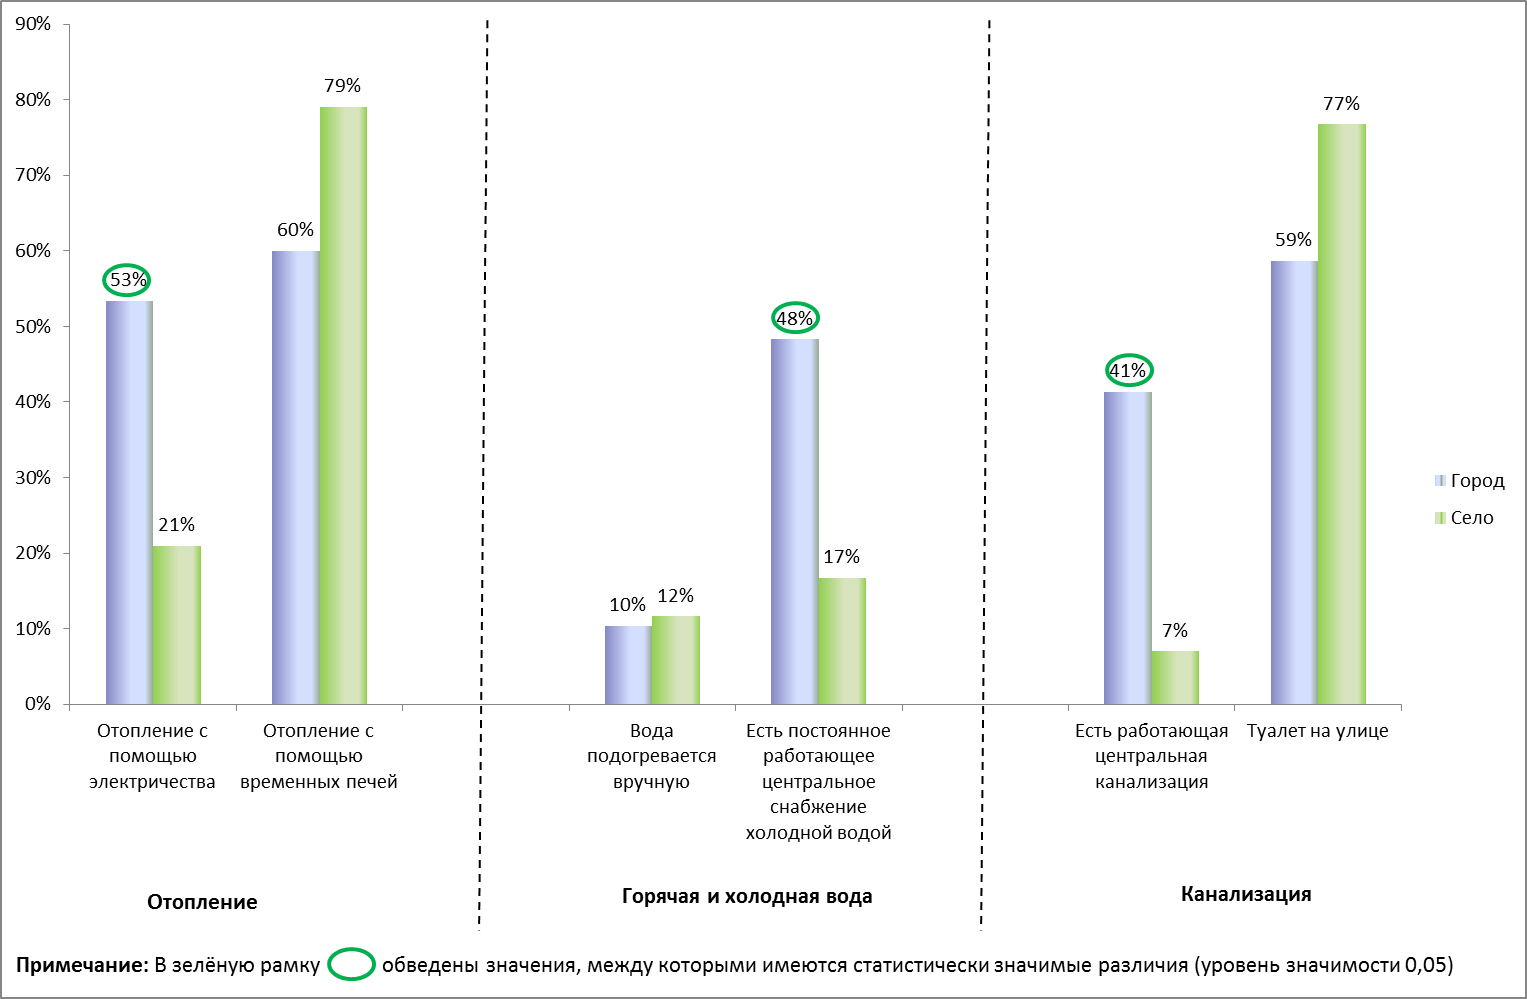 90%
80%
70%
60%
50%
40%
30%
20%
10%
0%
53%
21%
60%
79%
10%
12%
48%
17%
41%
7%
59%
77%
Город
Село
Отопление с
помощью
электричества
Отопление с
помощью
временных печей
Вода
подогревается
вручную
Есть постоянное
работающее
центральное
снабжение
холодной водой
Есть работающая
центральная
канализация
Туалет на улице
Отопление
Горячая и холодная вода
Канализация
Примечание: В зелёную рамку обведены значения, между которыми имеются статистически значимые различия (уровень значимости 0,05)